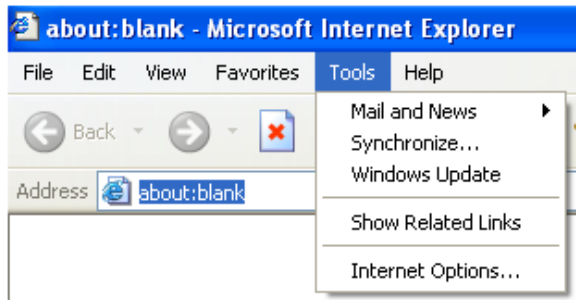 about:blank - Microsoft Internet Explorer
File Edit View Favorites Tools Help
Mail and News
Back
Synchronize...
Windows Update
Address about:blank
Show Related Links
Internet Options...